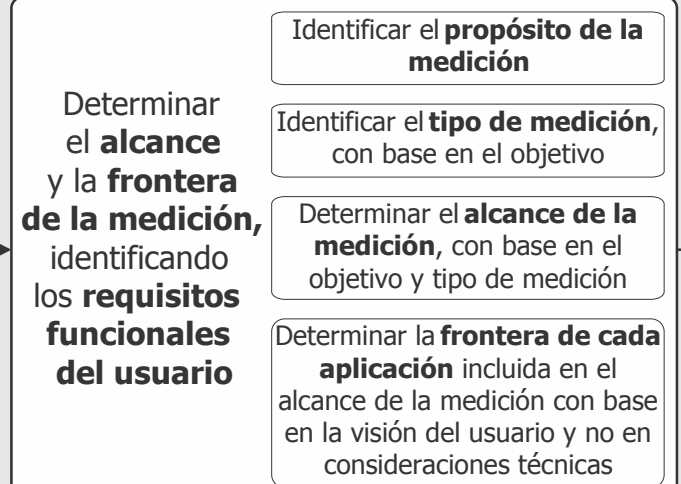 Determinar
el alcance
y la frontera
de la medición,
identificando
los requisitos
funcionales
del usuario
Identificar el propósito de la
medición
Identificar el tipo de medición,
con base en el objetivo
Determinar el alcance de la
medición, con base en el
objetivo y tipo de medición
Determinar la frontera de cada
aplicación incluida en el
alcance de la medición con base
en la visión del usuario y no en
consideraciones técnicas